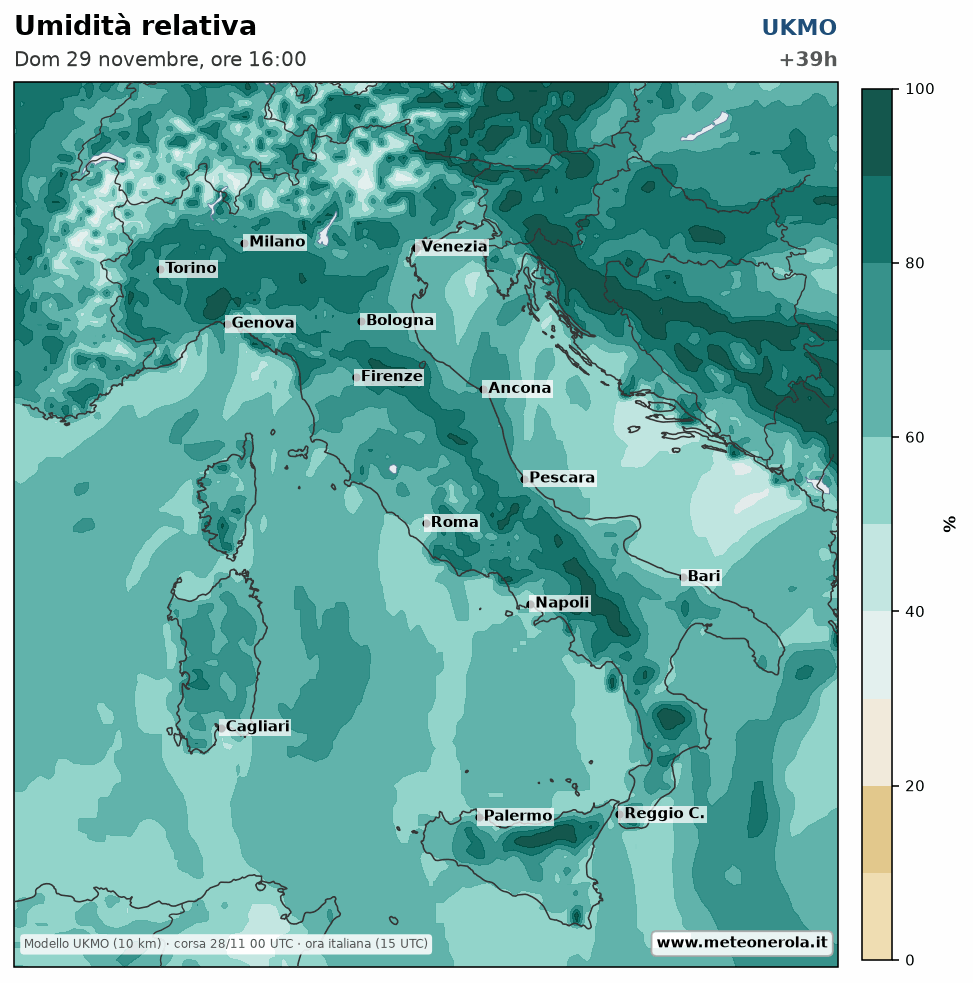 Umidità relativa
UKMO
Dom 29 novembre, ore 16:00
+39h
100
80
60
40
20
0
%
Milano
Venezia
Torino
Genova
Bologna
Firenze
Ancona
Pescara
Roma
Bari
Napoli
Cagliari
Palermo
Reggio C.
Modello UKMO (10 km) · corsa 28/11 00 UTC · ora italiana (15 UTC)
www.meteonerola.it